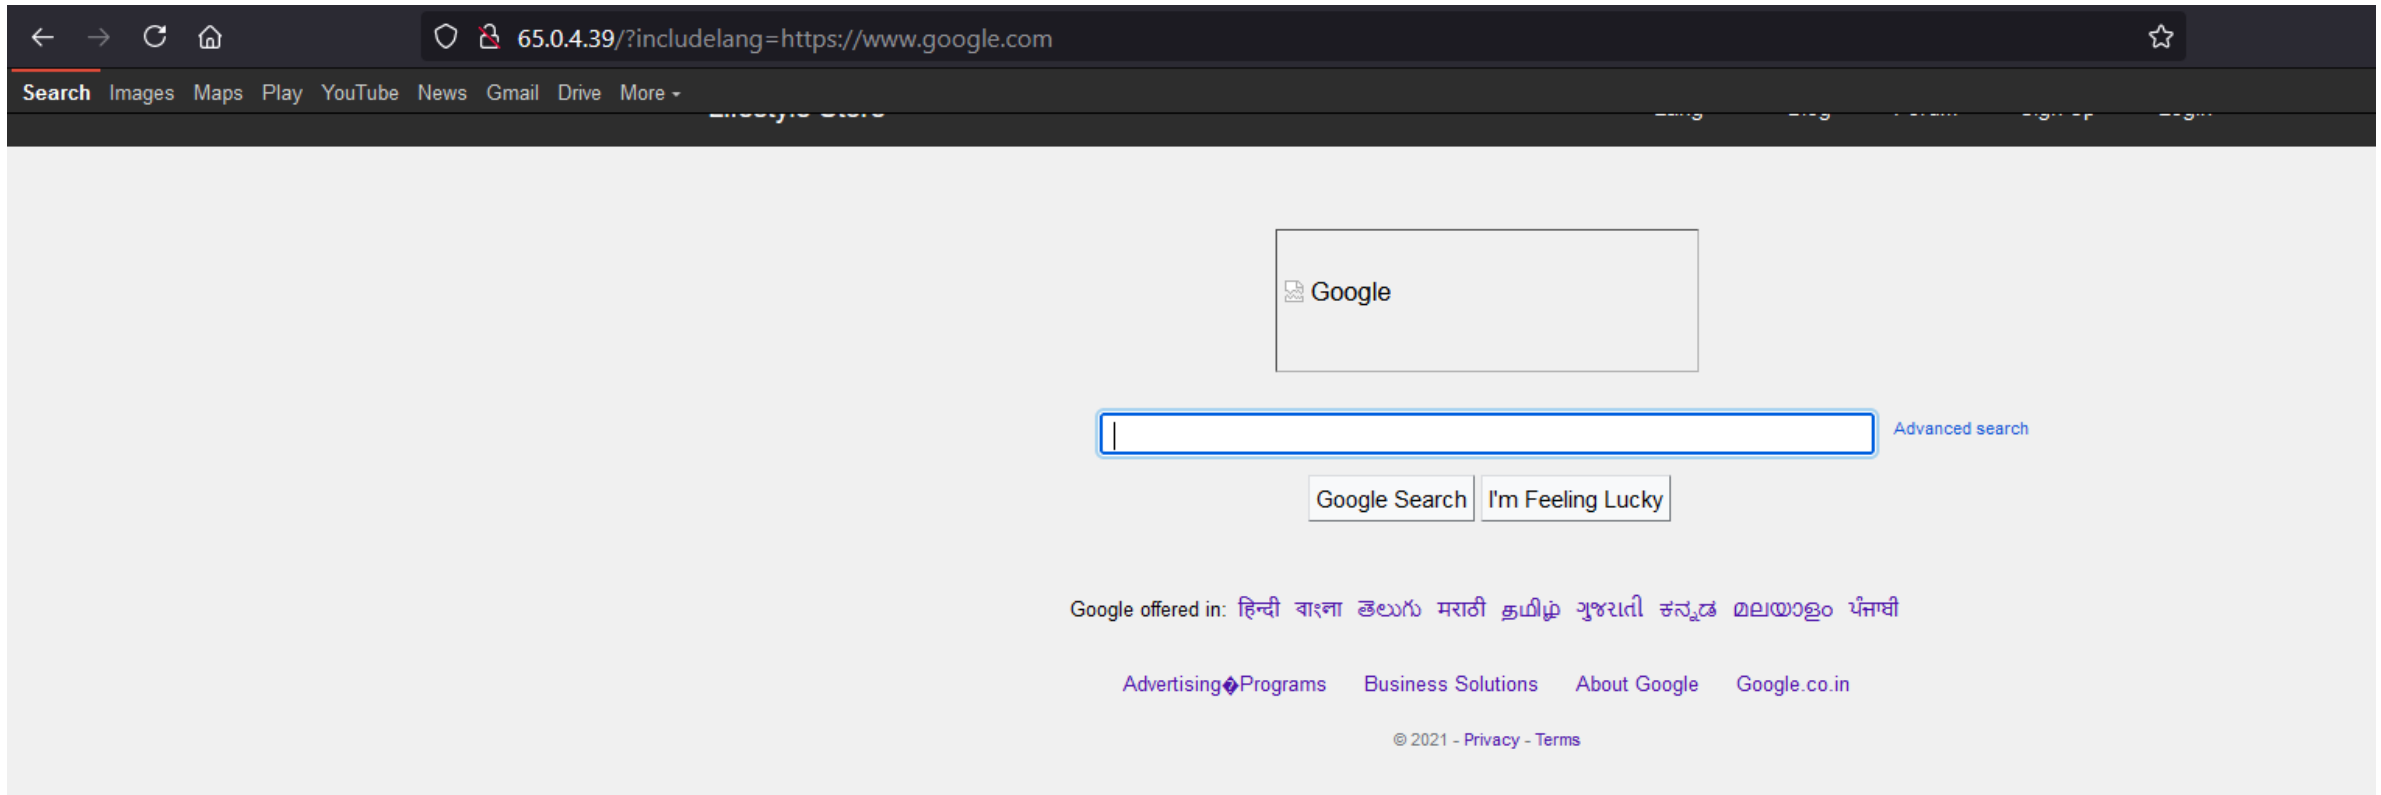 65.0.4.39/?includelang=https://www.google.com
Search Images Maps Play YouTube News Gmail Drive More
Google
Advanced search
Google Search I'm Feeling Lucky
Google offered in: हिन्दी বাংলা తెలుగు मराठी தமிழ் ગુજરાતી ಕನ್ನಡ മലയാളം ਪੰਜਾਬੀ
Advertising�Programs Business Solutions About Google Google.co.in
© 2021 - Privacy - Terms